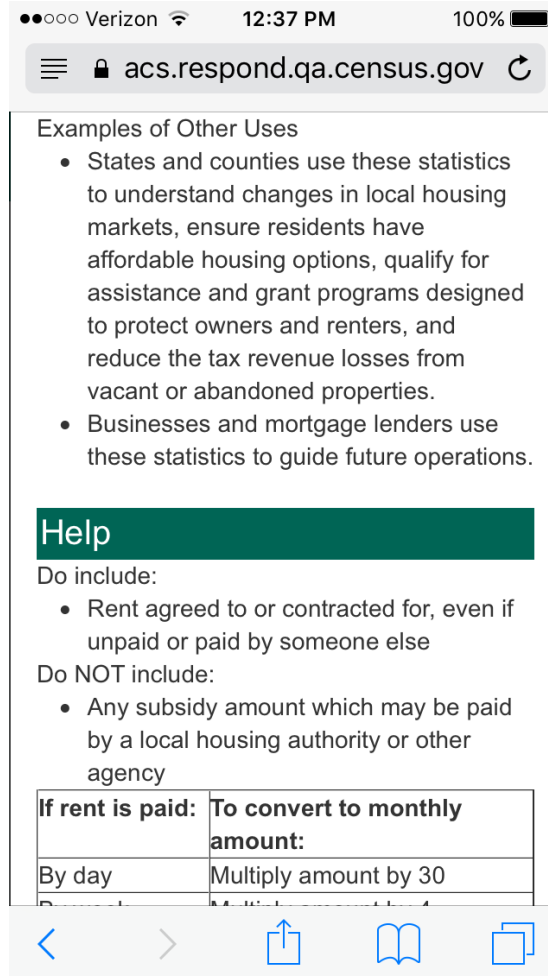 Verizon 12:37 PM 100%
acs.respond.qa.census.gov
Examples of Other Uses
• States and counties use these statistics
to understand changes in local housing
markets, ensure residents have
affordable housing options, qualify for
assistance and grant programs designed
to protect owners and renters, and
reduce the tax revenue losses from
vacant or abandoned properties.
• Businesses and mortgage lenders use
these statistics to guide future operations.
Help
Do include:
• Rent agreed to or contracted for, even if
unpaid or paid by someone else
Do NOT include:
• Any subsidy amount which may be paid
by a local housing authority or other
agency
If rent is paid: To convert to monthly
amount:
By day Multiply amount by 30